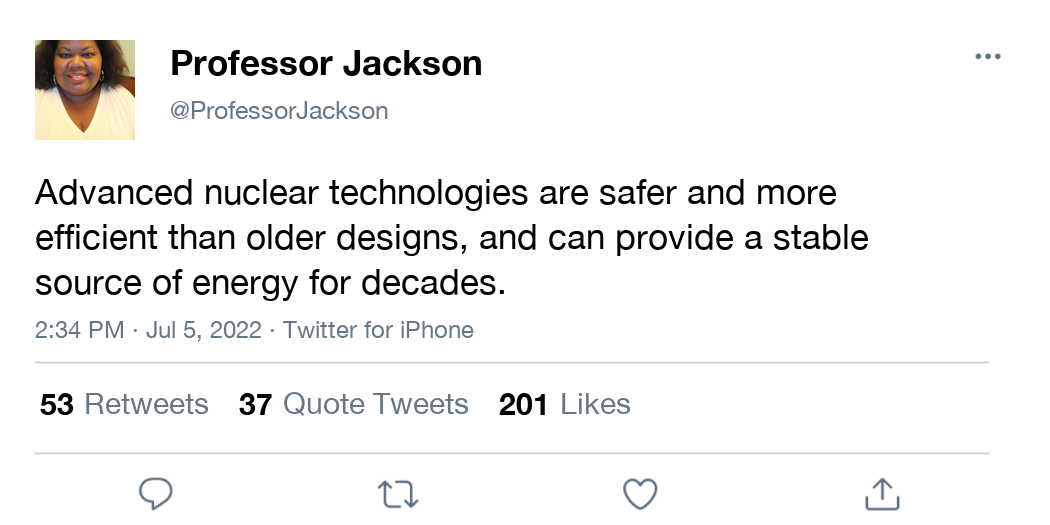 Professor Jackson
@ProfessorJackson
Advanced nuclear technologies are safer and more
efficient than older designs, and can provide a stable
source of energy for decades.
2:34 PM · Jul 5, 2022 · Twitter for iPhone
53 Retweets 37 Quote Tweets 201 Likes